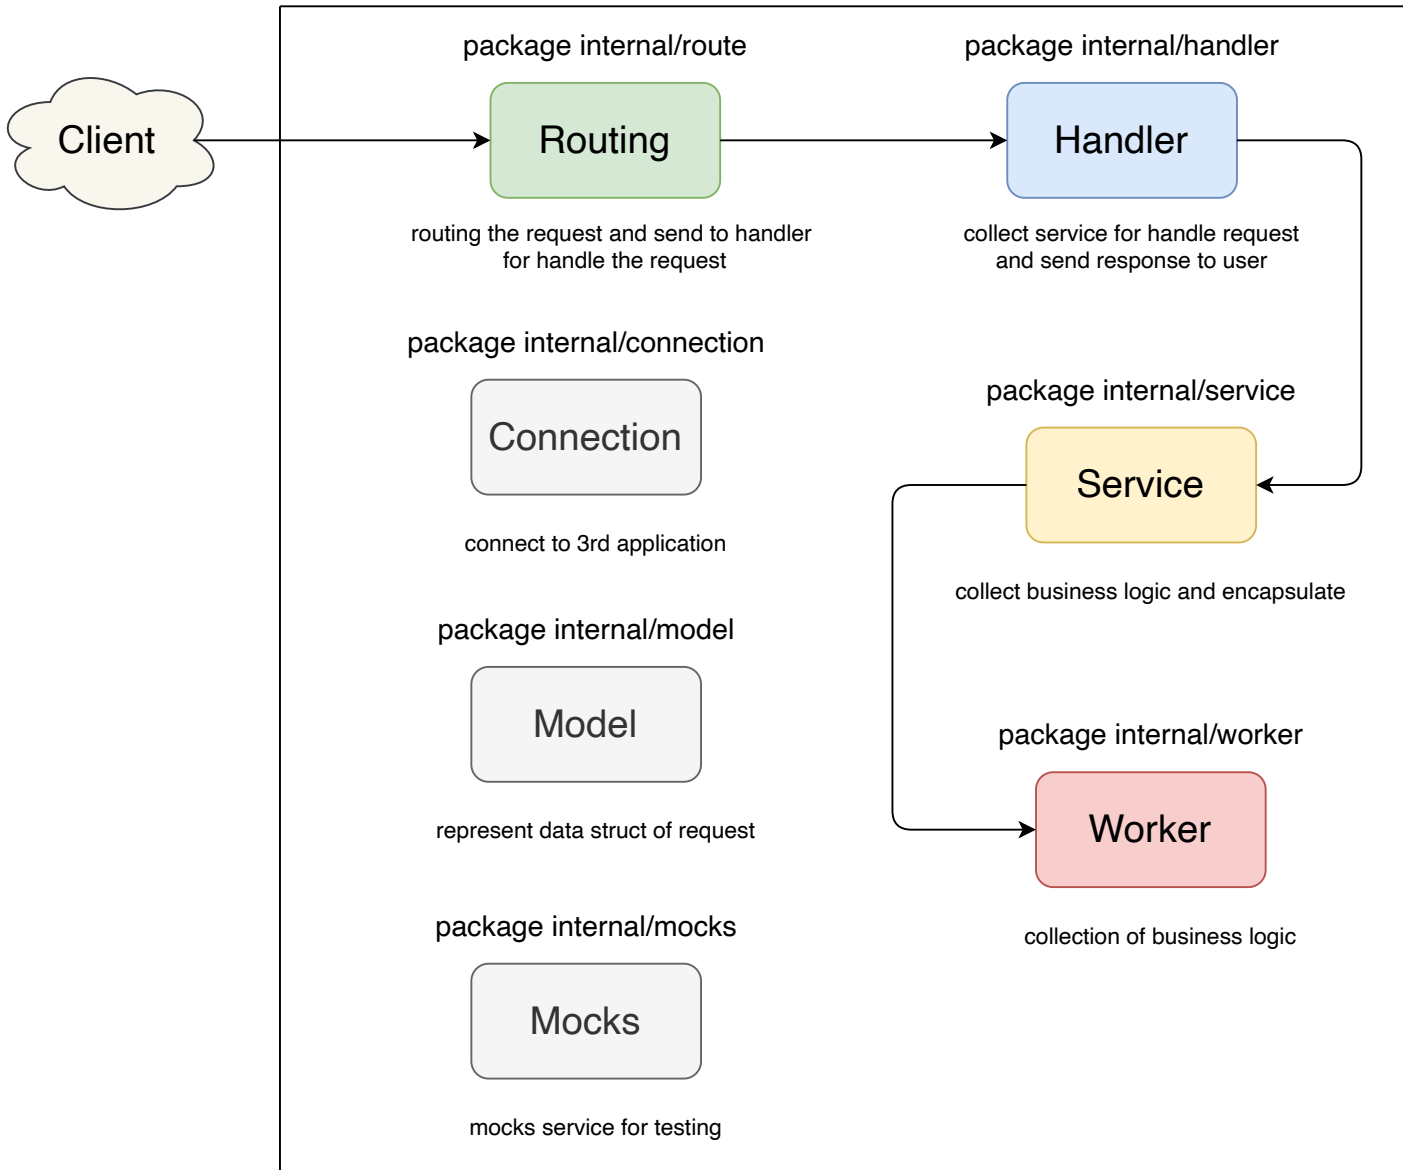 Client
package internal/route
Routing
routing the request and send to handler
for handle the request
package internal/handler
Handler
collect service for handle request
and send response to user
package internal/connection
Connection
connect to 3rd application
package internal/service
Service
collect business logic and encapsulate
package internal/model
Model
represent data struct of request
package internal/worker
Worker
collection of business logic
package internal/mocks
Mocks
mocks service for testing